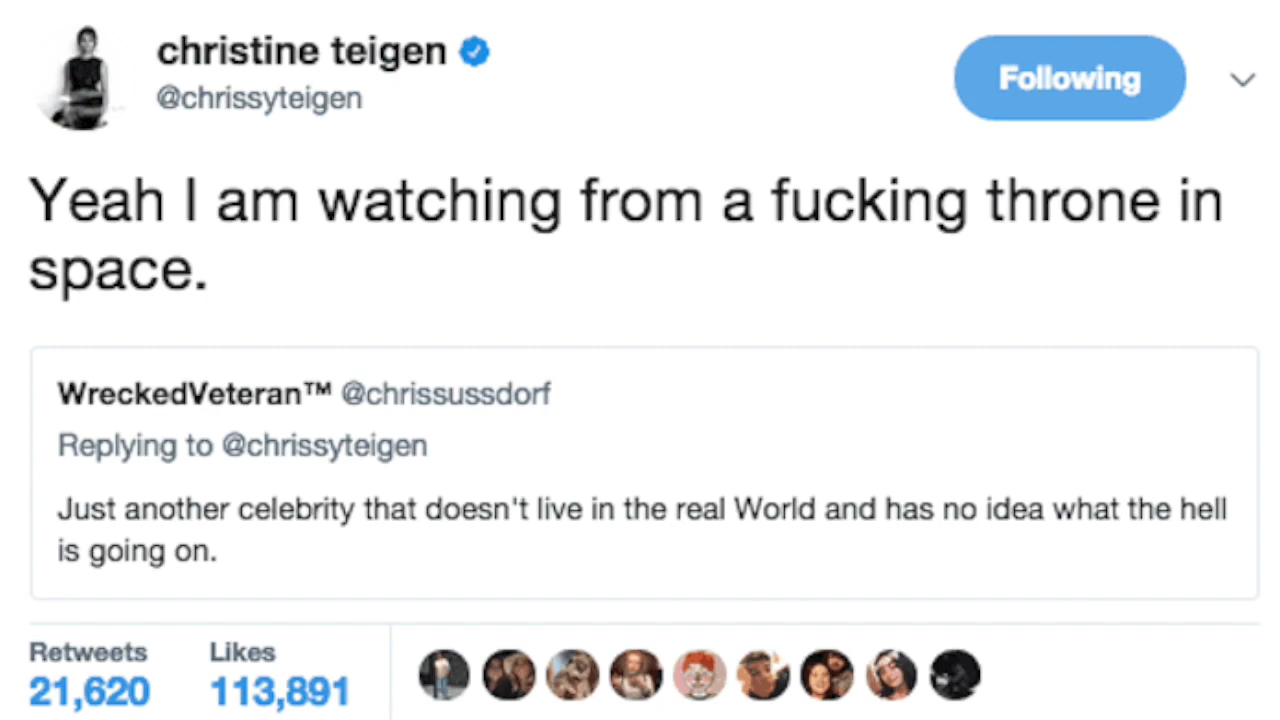 christine teigen
@chrissyteigen
Following
Yeah I am watching from a fucking throne in
space.
WreckedVeteran™ @chrissussdorf
Replying to @chrissyteigen
Just another celebrity that doesn't live in the real World and has no idea what the hell
is going on.
Retweets Likes
21,620 113,891